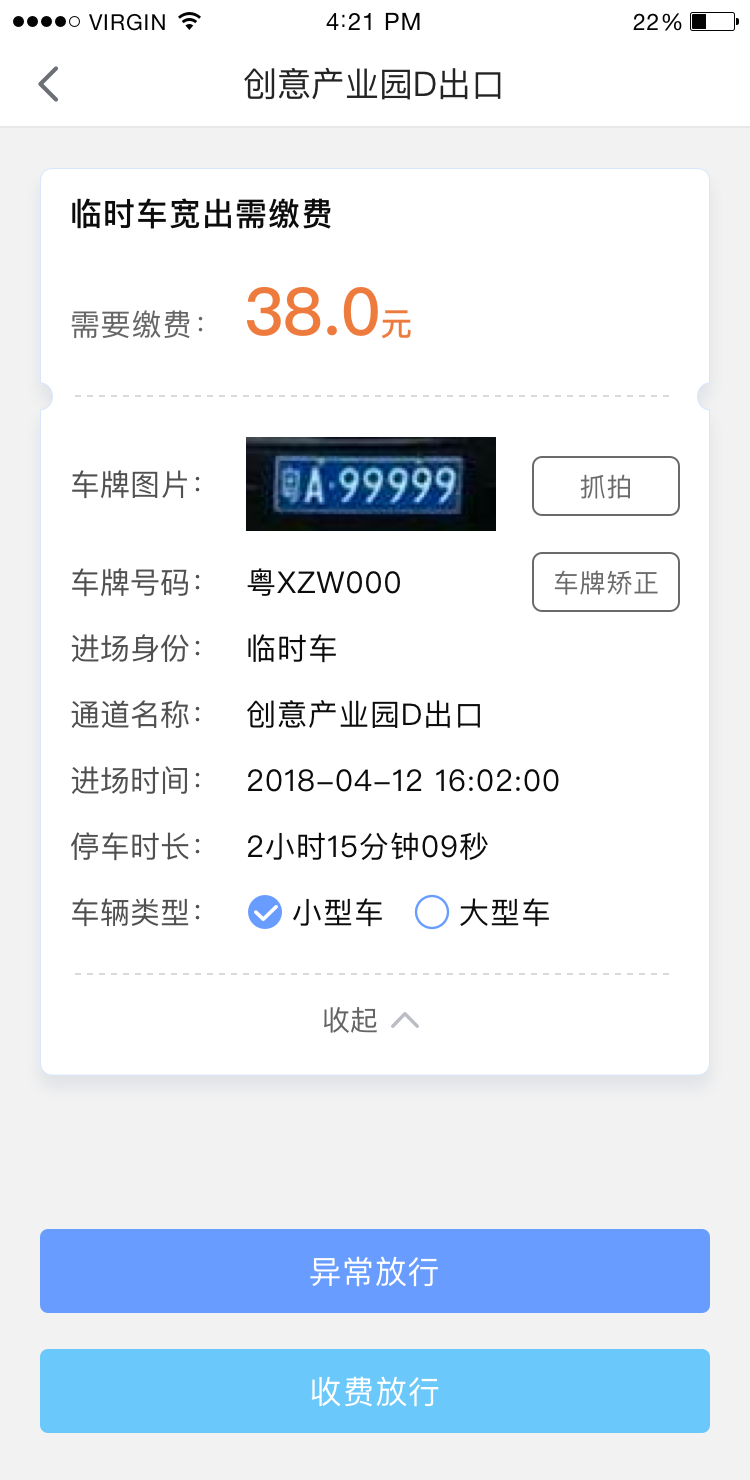 VIRGIN 4:21 PM 22%
创意产业园D出口
临时车宽出需缴费
需要缴费： 38.0元
车牌图片： 粤A·99999 抓拍
车牌号码： 粤XZW000 车牌矫正
进场身份： 临时车
通道名称： 创意产业园D出口
进场时间： 2018-04-12 16:02:00
停车时长： 2小时15分钟09秒
车辆类型： 小型车 大型车
收起
异常放行
收费放行